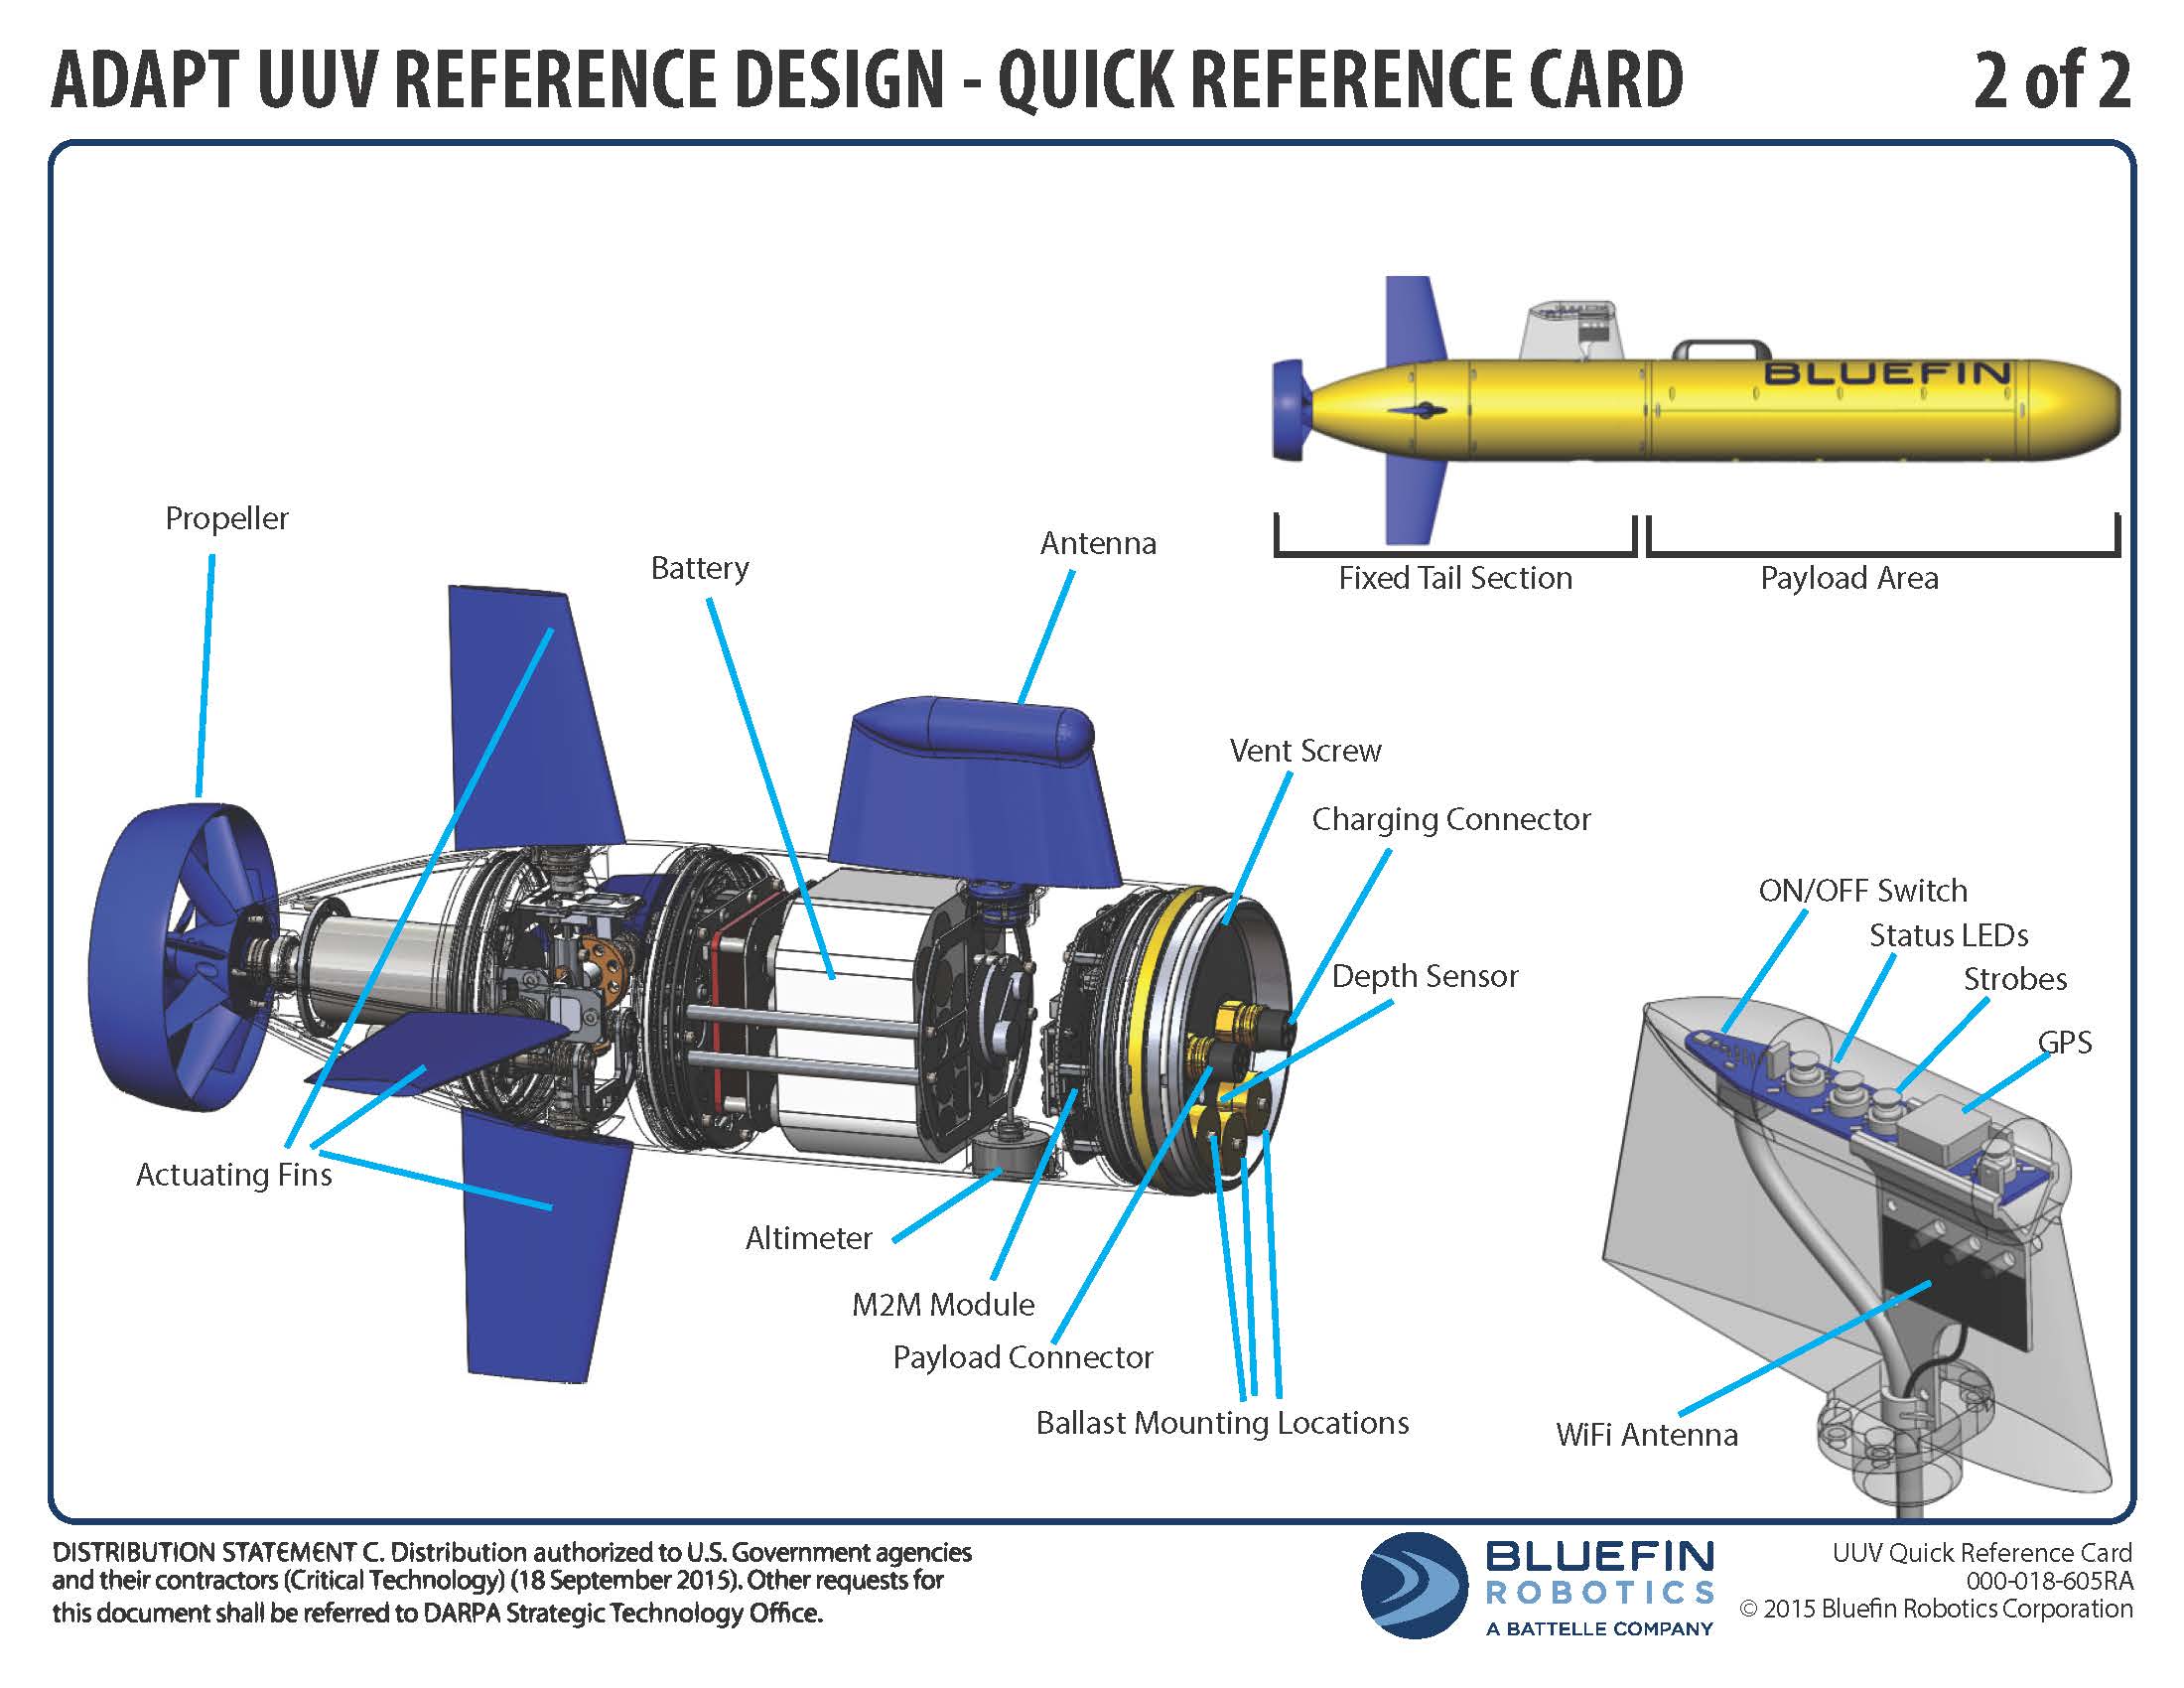 ADAPT UUV REFERENCE DESIGN - QUICK REFERENCE CARD
2 of 2
BLUEFIN
Fixed Tail Section
Payload Area
Propeller
Battery
Antenna
Vent Screw
Charging Connector
Depth Sensor
Actuating Fins
Altimeter
M2M Module
Payload Connector
Ballast Mounting Locations
ON/OFF Switch
Status LEDs
Strobes
GPS
WiFi Antenna
DISTRIBUTION STATEMENT C. Distribution authorized to U.S. Government agencies
and their contractors (Critical Technology) (18 September 2015). Other requests for
this document shall be referred to DARPA Strategic Technology Office.
BLUEFIN
ROBOTICS
A BATTELLE COMPANY
UUV Quick Reference Card
000-018-605RA
© 2015 Bluefin Robotics Corporation